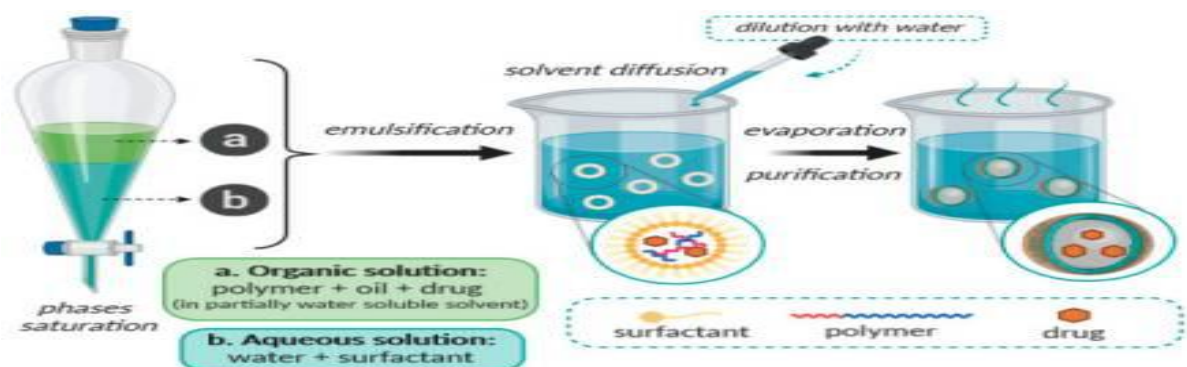 dilution with water
solvent diffusion
a
emulsification
evaporation
purification
b
phases
saturation
a. Organic solution:
polymer + oil + drug
(in partially water soluble solvent)
b. Aqueous solution:
water + surfactant
surfactant
polymer
drug